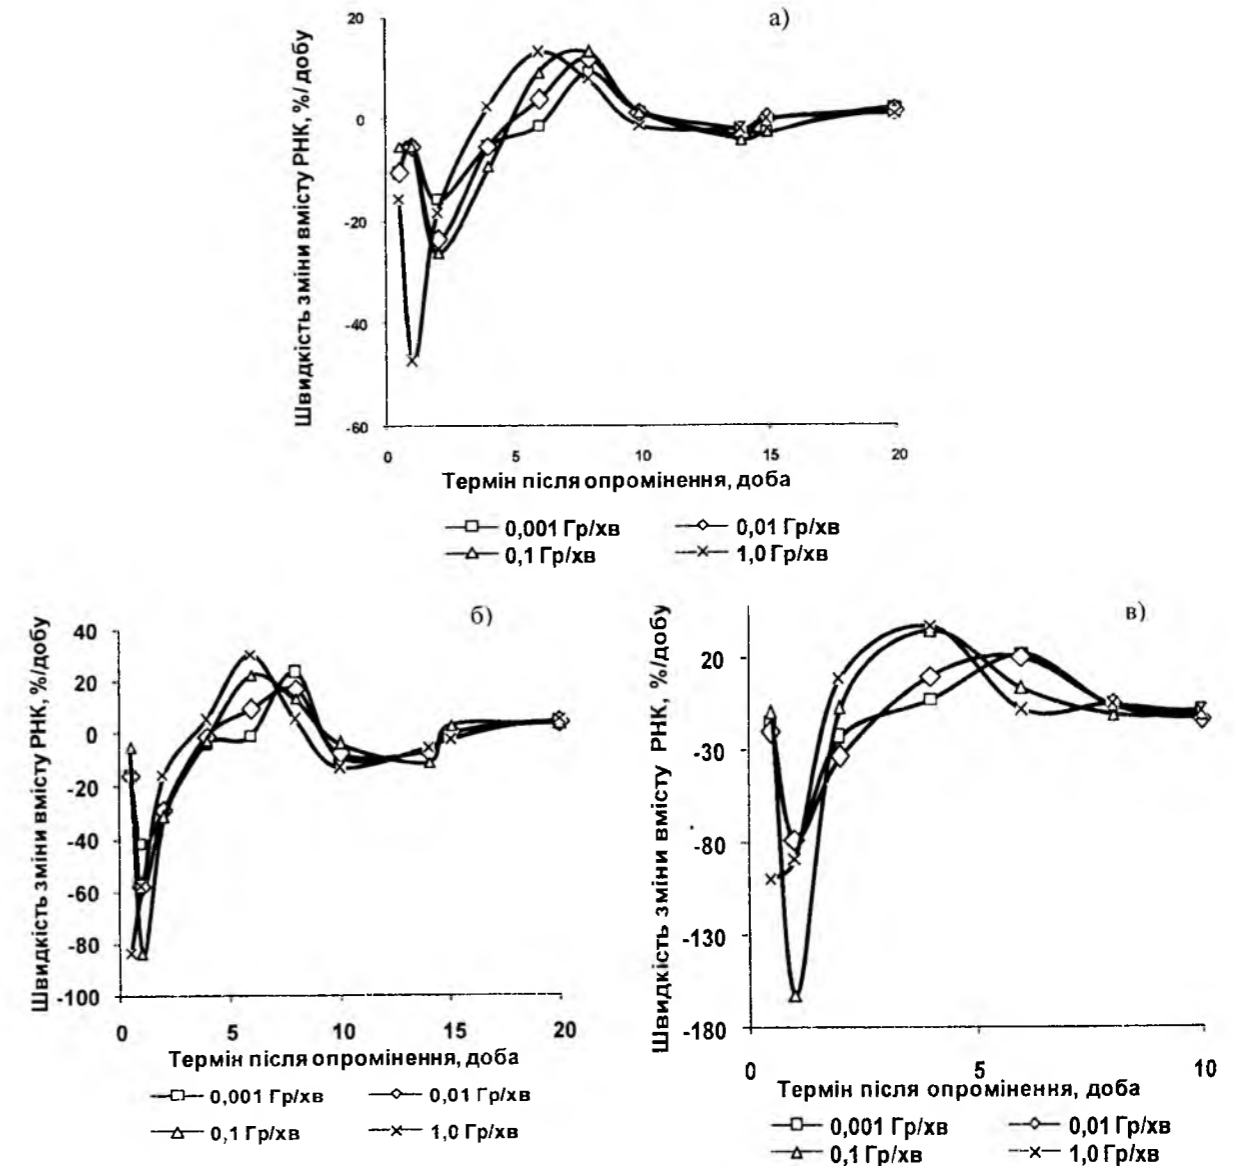 а)
20
0
-20
-40
-60
Швидкість зміни вмісту РНК, %/ добу
0 5 10 15 20
Термін після опромінення, доба
0,001 Гр/хв 0,01 Гр/хв
0,1 Гр/хв 1,0 Гр/хв
б)
40
20
0
-20
-40
-60
-80
-100
Швидкість зміни вмісту РНК, %/добу
0 5 10 15 20
Термін після опромінення, доба
0,001 Гр/хв 0,01 Гр/хв
0,1 Гр/хв 1,0 Гр/хв
в)
20
-30
-80
-130
-180
Швидкість зміни вмісту РНК, %/добу
0 5 10
Термін після опромінення, доба
0,001 Гр/хв 0,01 Гр/хв
0,1 Гр/хв 1,0 Гр/хв